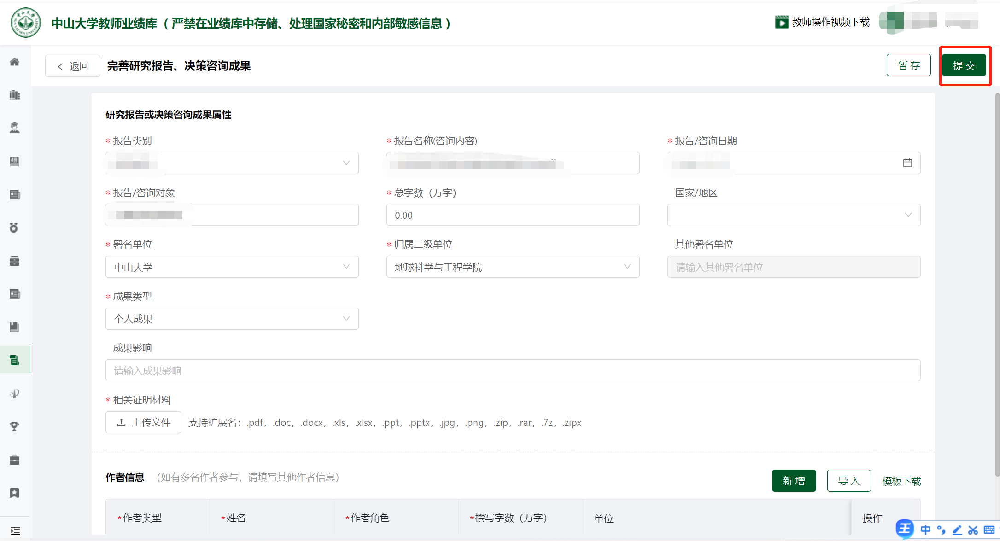 中山大学教师业绩库（严禁在业绩库中存储、处理国家秘密和内部敏感信息）
教师操作视频下载
返回
完善研究报告、决策咨询成果
暂 存
提 交
研究报告或决策咨询成果属性
* 报告类别
* 报告名称(咨询内容)
* 报告/咨询日期
* 报告/咨询对象
* 总字数（万字）
国家/地区
0.00
* 署名单位
* 归属二级单位
其他署名单位
中山大学
地球科学与工程学院
请输入其他署名单位
* 成果类型
个人成果
成果影响
请输入成果影响
* 相关证明材料
上传文件
支持扩展名：.pdf，.doc，.docx，.xls，.xlsx，.ppt，.pptx，.jpg，.png，.zip，.rar，.7z，.zipx
作者信息
（如有多名作者参与，请填写其他作者信息）
新 增
导 入
模板下载
*作者类型
*姓名
*作者角色
*撰写字数（万字）
单位
操作
王
中